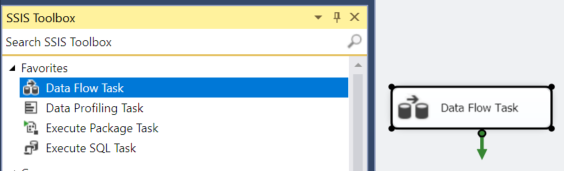 SSIS Toolbox
Search SSIS Toolbox
Favorites
Data Flow Task
Data Profiling Task
Execute Package Task
Execute SQL Task
Data Flow Task